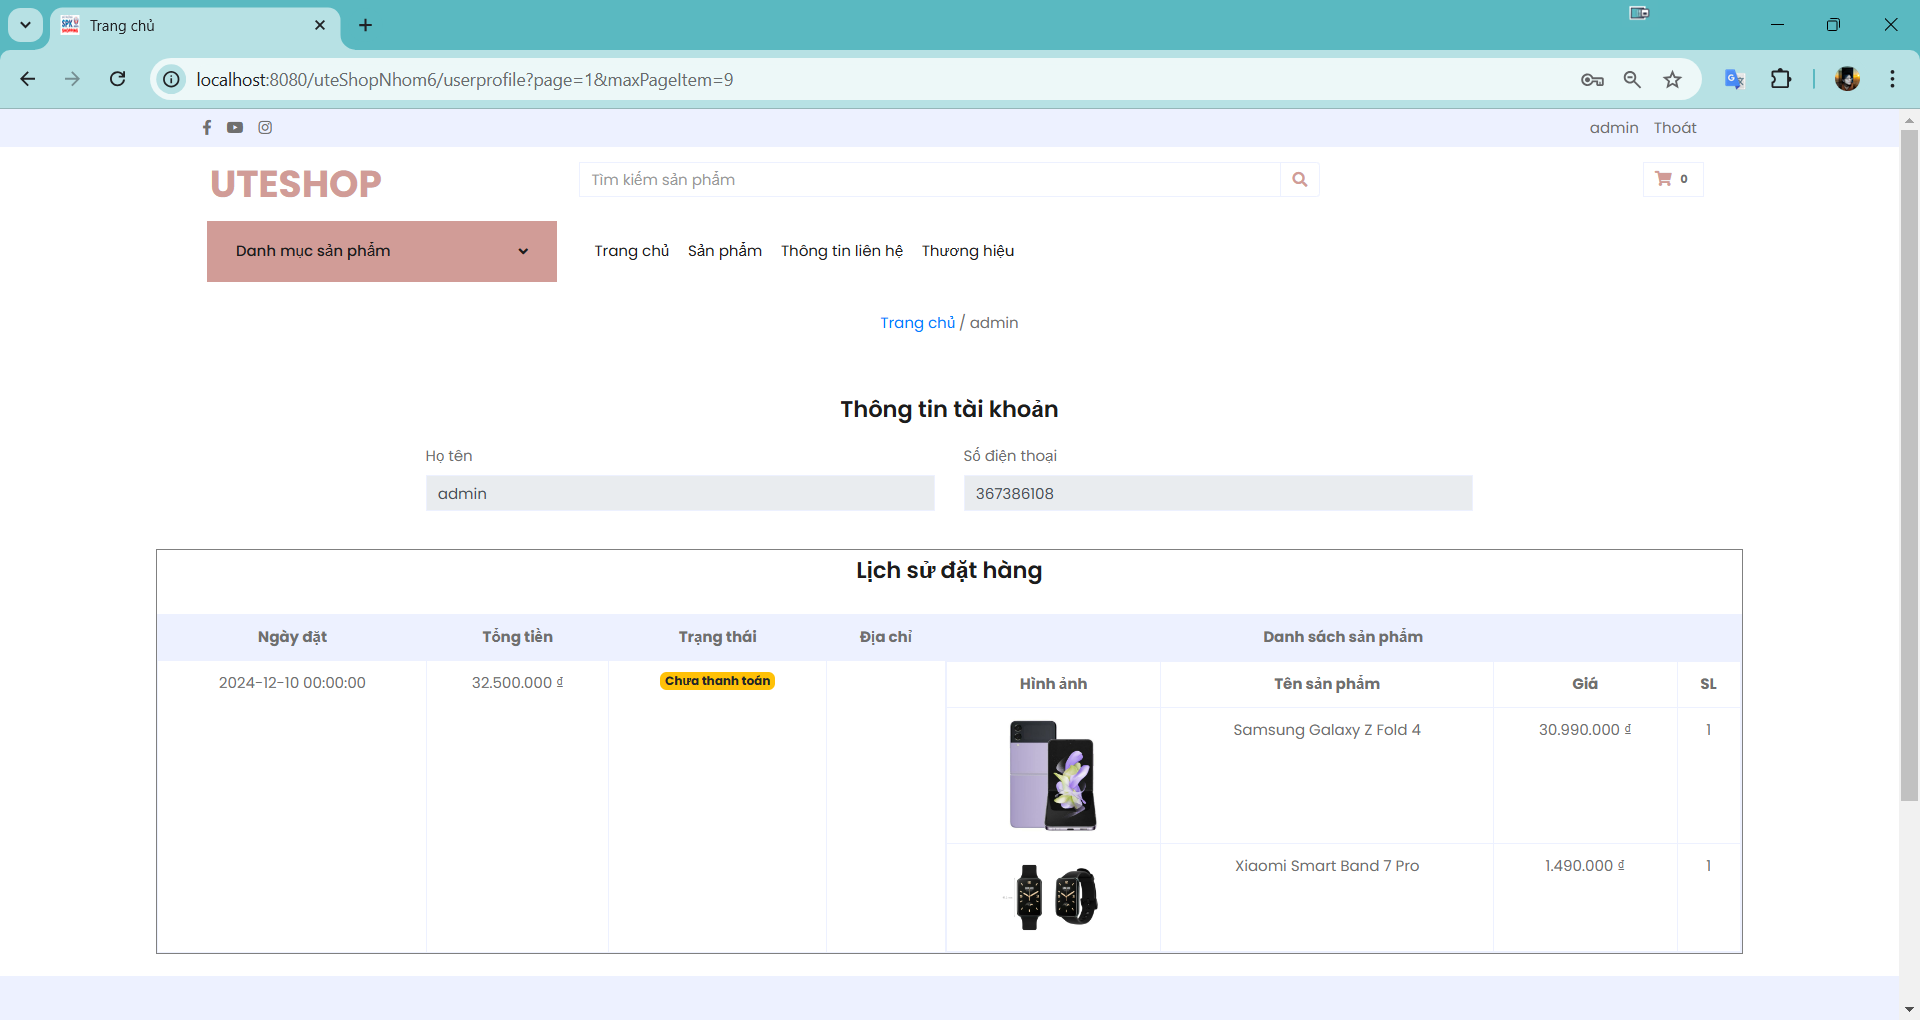 Trang chủ
localhost:8080/uteShopNhom6/userprofile?page=1&maxPageItem=9
admin Thoát
UTESHOP
Tìm kiếm sản phẩm
0
Danh mục sản phẩm
Trang chủ Sản phẩm Thông tin liên hệ Thương hiệu
Trang chủ / admin
Thông tin tài khoản
Họ tên Số điện thoại
admin 367386108
Lịch sử đặt hàng
Ngày đặt Tổng tiền Trạng thái Địa chỉ Danh sách sản phẩm
2024-12-10 00:00:00 32.500.000 ₫ Chưa thanh toán
Hình ảnh Tên sản phẩm Giá SL
Samsung Galaxy Z Fold 4 30.990.000 ₫ 1
Xiaomi Smart Band 7 Pro 1.490.000 ₫ 1